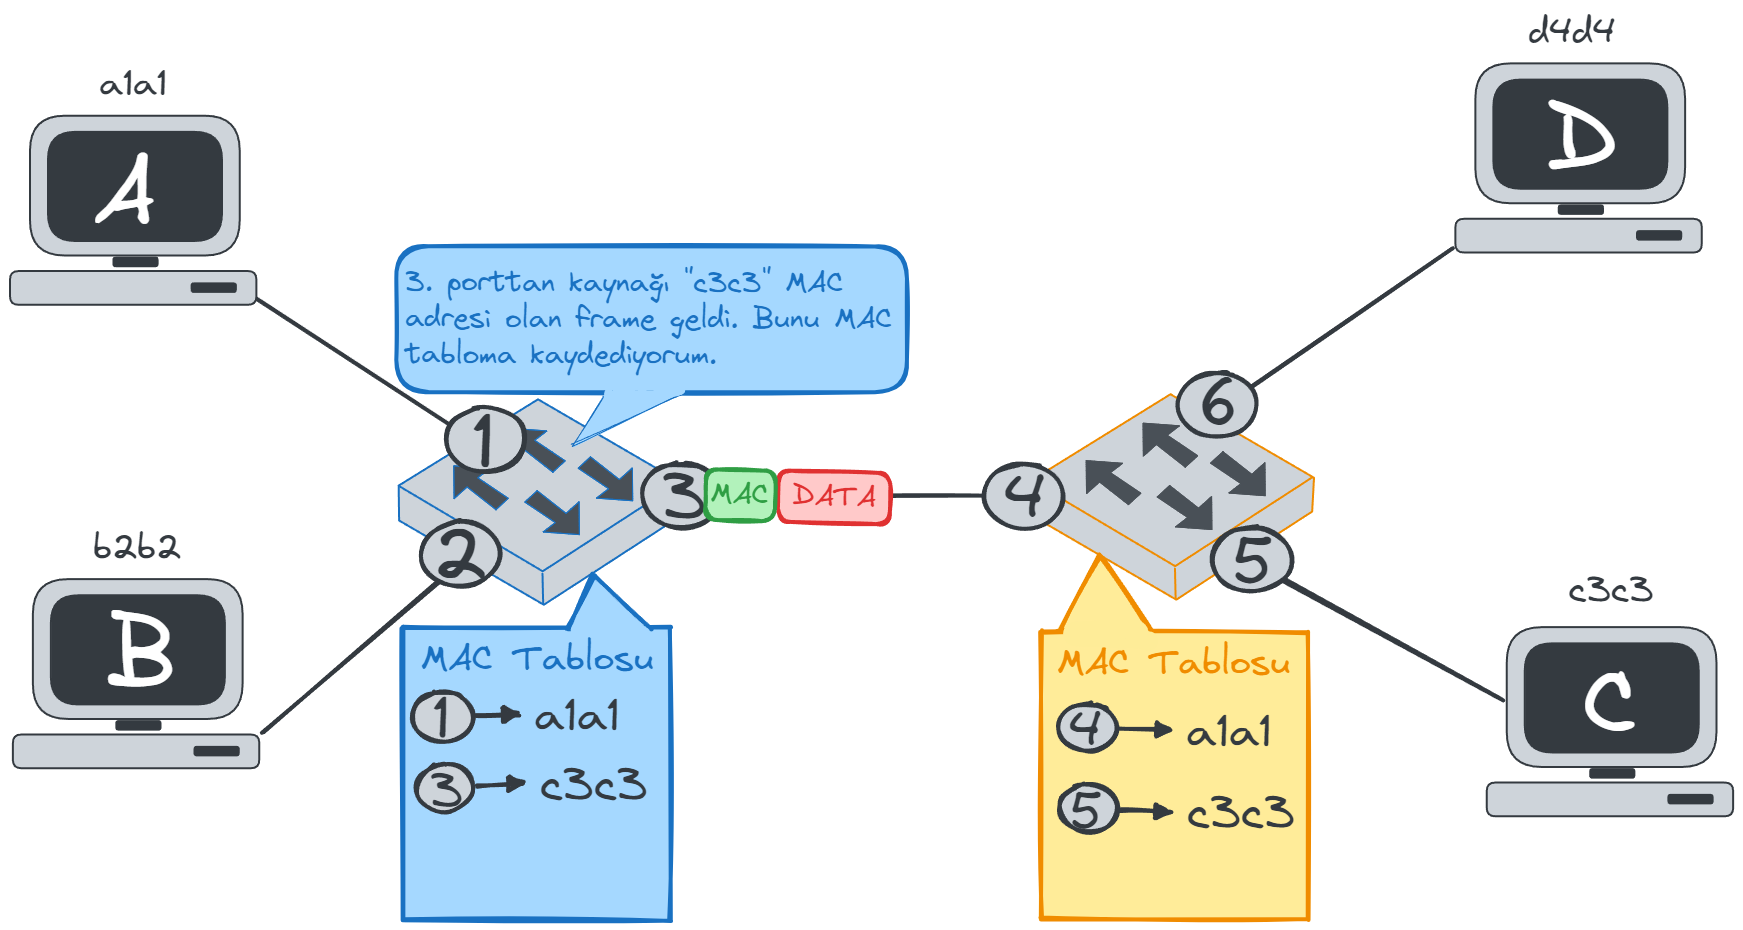 d4d4
a1a1
D
A
3. porttan kaynağı "c3c3" MAC
adresi olan frame geldi. Bunu MAC
tabloma kaydediyorum.
6
1
3
MAC
DATA
4
2
5
b2b2
B
c3c3
C
MAC Tablosu
1 → a1a1
3 → c3c3
MAC Tablosu
4 → a1a1
5 → c3c3